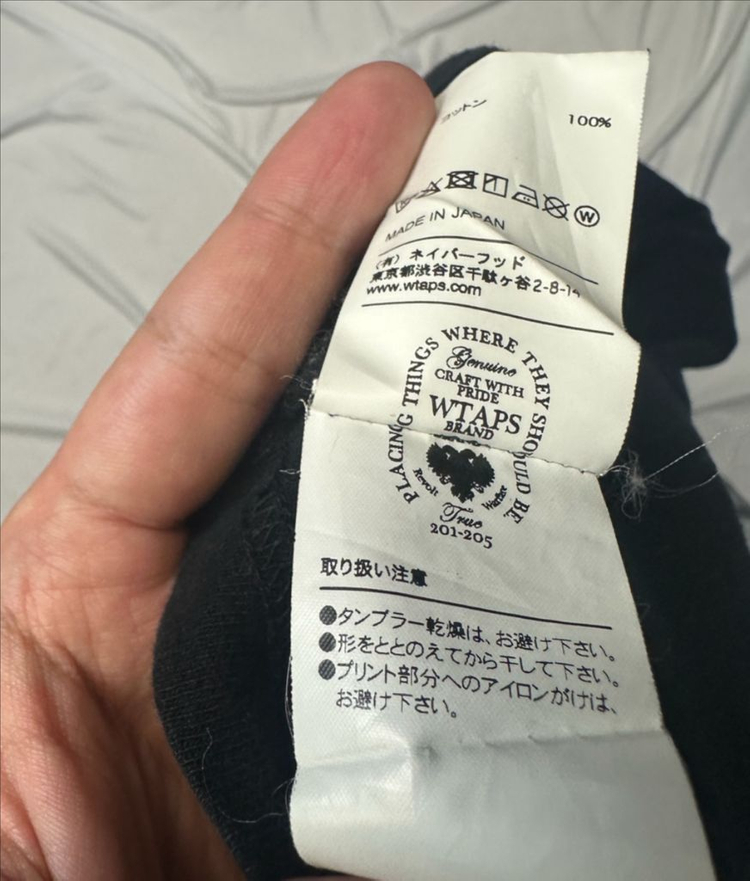 コットン 100%
W
MADE IN JAPAN
(有) ネイバーフッド
東京都渋谷区千駄ヶ谷2-8-14
www.wtaps.com
PLACING THINGS WHERE THEY SHOULD BE
Genuine
CRAFT WITH
PRIDE
WTAPS
BRAND
Revolt
True
201-205
取り扱い注意
●タンブラー乾燥は、お避け下さい。
●形をととのえてから干して下さい。
●プリント部分へのアイロンがけは、
お避け下さい。